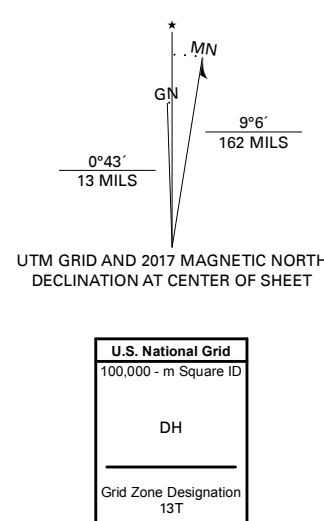 ★
MN
GN
9°6´
162 MILS
0°43´
13 MILS
UTM GRID AND 2017 MAGNETIC NORTH
DECLINATION AT CENTER OF SHEET
U.S. National Grid
100,000 - m Square ID
DH
Grid Zone Designation
13T